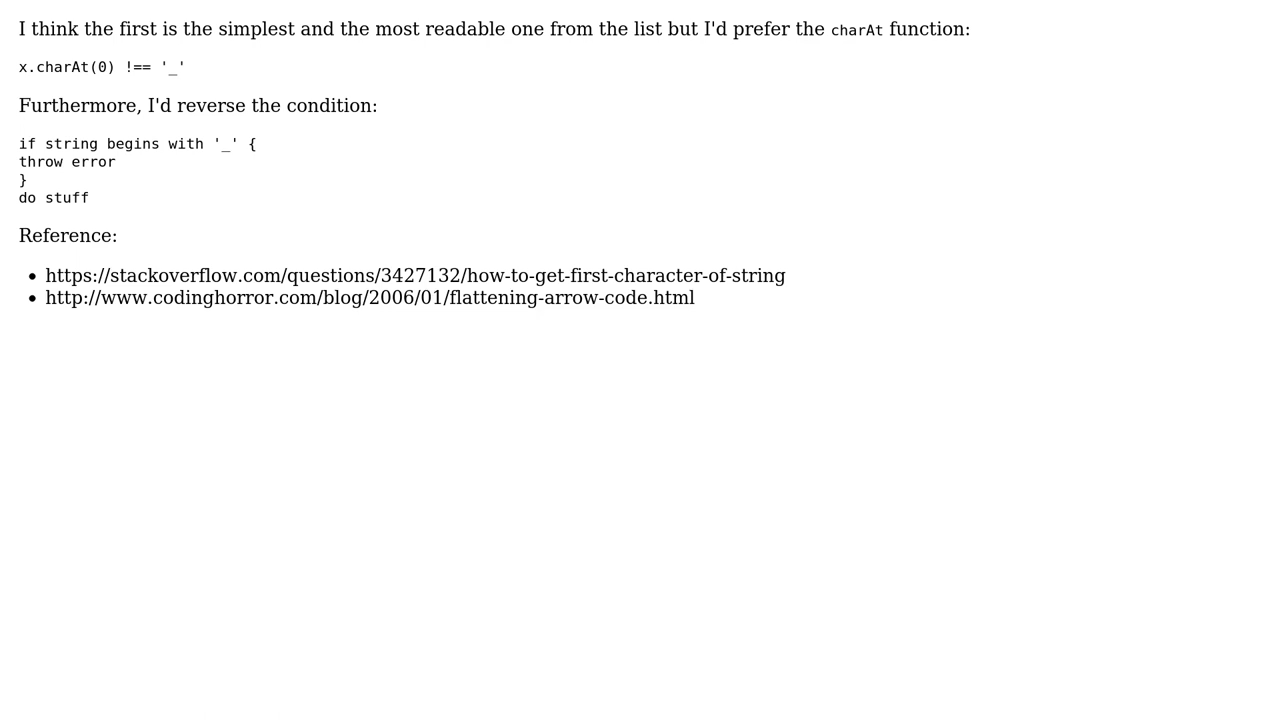 I think the first is the simplest and the most readable one from the list but I'd prefer the charAt function:
x.charAt(0) !== '_'
Furthermore, I'd reverse the condition:
if string begins with '_' {
throw error
}
do stuff
Reference:
• https://stackoverflow.com/questions/3427132/how-to-get-first-character-of-string
• http://www.codinghorror.com/blog/2006/01/flattening-arrow-code.html